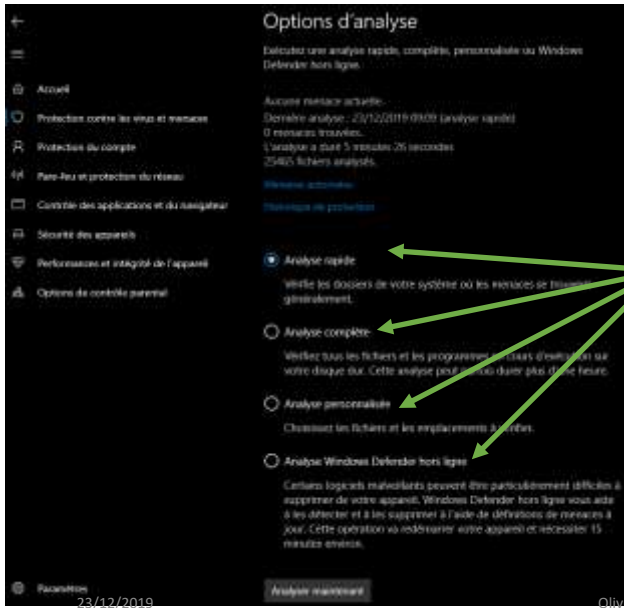 Options d'analyse
Exécutez une analyse rapide, complète, personnalisée ou Windows
Defender hors ligne.
Accueil
Protection contre les virus et menaces
Protection du compte
Pare-feu et protection du réseau
Contrôle des applications et du navigateur
Sécurité des appareils
Performances et intégrité de l'appareil
Options de contrôle parental
Aucune menace actuelle.
Dernière analyse : 23/12/2019 09:09 (analyse rapide)
0 menaces trouvées.
L'analyse a duré 5 minutes 26 secondes
25465 fichiers analysés.
Menaces autorisées
Historique de protection
Analyse rapide
Vérifie les dossiers de votre système où les menaces se trouvent
généralement.
Analyse complète
Vérifiez tous les fichiers et les programmes en cours d'exécution sur
votre disque dur. Cette analyse peut parfois durer plus d'une heure.
Analyse personnalisée
Choisissez les fichiers et les emplacements à vérifier.
Analyse Windows Defender hors ligne
Certains logiciels malveillants peuvent être particulièrement difficiles à
supprimer de votre appareil. Windows Defender hors ligne vous aide
à les détecter et à les supprimer à l'aide de définitions de menaces à
jour. Cette opération va redémarrer votre appareil et nécessiter 15
minutes environ.
Paramètres
Analyser maintenant
23/12/2019
Oliv